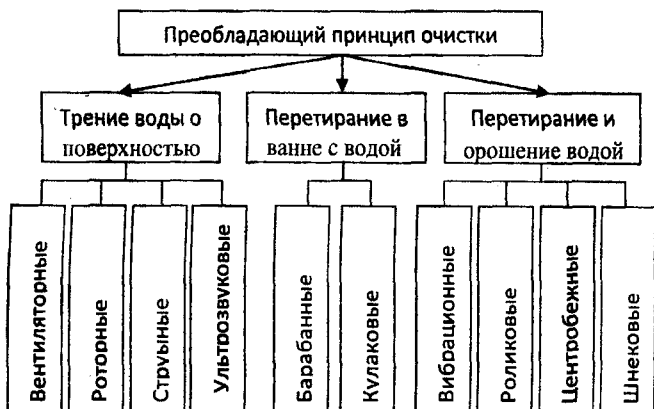 Преобладающий принцип очистки
Трение воды о
поверхностью
Перетирание в
ванне с водой
Перетирание и
орошение водой
Вентиляторные
Роторные
Струыные
Ультрозвуковые
Барабанные
Кулаковые
Вибрационные
Роликовые
Центробежные
Шнековые